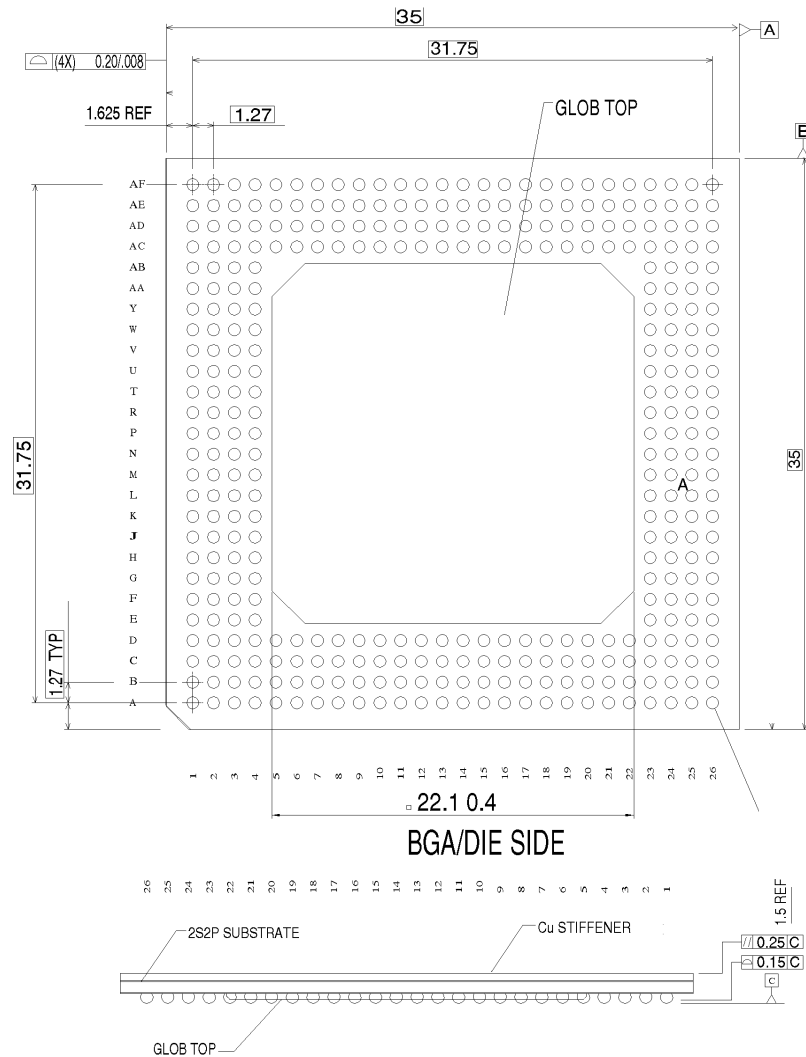 35
A
31.75
(4X) 0.20/.008
1.625 REF
1.27
GLOB TOP
E
AF
AE
AD
AC
AB
AA
Y
W
V
U
T
R
P
N
M
L
K
J
H
G
F
E
D
C
B
A
31.75
1.27 TYP
A
35
1 2 3 4 5 6 7 8 9 10 11 12 13 14 15 16 17 18 19 20 21 22 23 24 25 26
□ 22.1 0.4
BGA/DIE SIDE
26 25 24 23 22 21 20 19 18 17 16 15 14 13 12 11 10 9 8 7 6 5 4 3 2 1
1.5 REF
2S2P SUBSTRATE
Cu STIFFENER
// 0.25 C
0.15 C
C
GLOB TOP